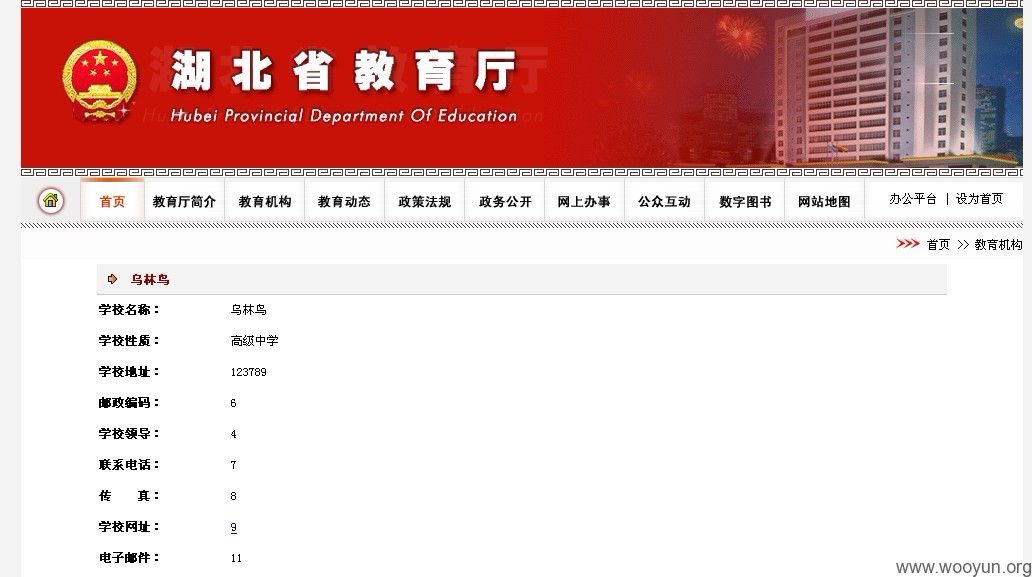 湖北省教育厅
Hubei Provincial Department Of Education
首页 教育厅简介 教育机构 教育动态 政策法规 政务公开 网上办事 公众互动 数字图书 网站地图 办公平台 | 设为首页
>>> 首页 >> 教育机构
乌林鸟
学校名称： 乌林鸟
学校性质： 高级中学
学校地址： 123789
邮政编码： 6
学校领导： 4
联系电话： 7
传 真： 8
学校网址： 9
电子邮件： 11
www.wooyun.org